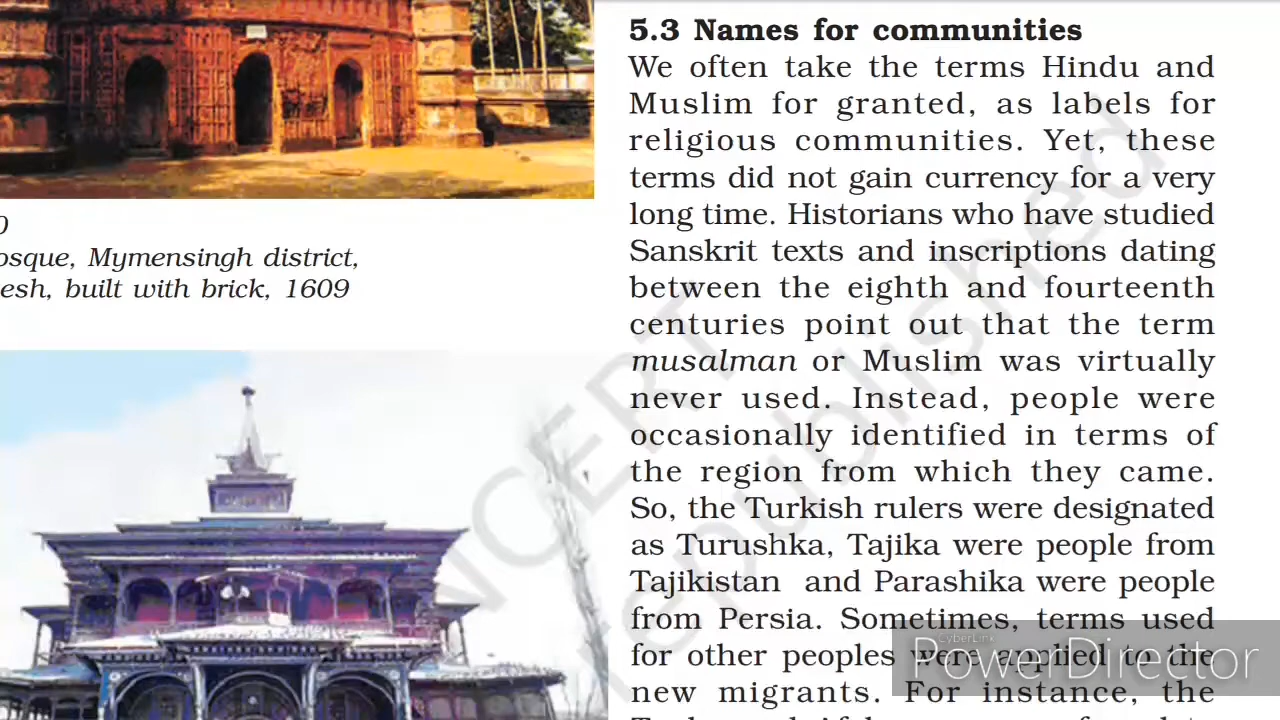 0
osque, Mymensingh district,
esh, built with brick, 1609
5.3 Names for communities
We often take the terms Hindu and
Muslim for granted, as labels for
religious communities. Yet, these
terms did not gain currency for a very
long time. Historians who have studied
Sanskrit texts and inscriptions dating
between the eighth and fourteenth
centuries point out that the term
musalman or Muslim was virtually
never used. Instead, people were
occasionally identified in terms of
the region from which they came.
So, the Turkish rulers were designated
as Turushka, Tajika were people from
Tajikistan and Parashika were people
from Persia. Sometimes, terms used
for other peoples were applied to the
new migrants. For instance, the
NCERT
republished
CyberLink
PowerDirector